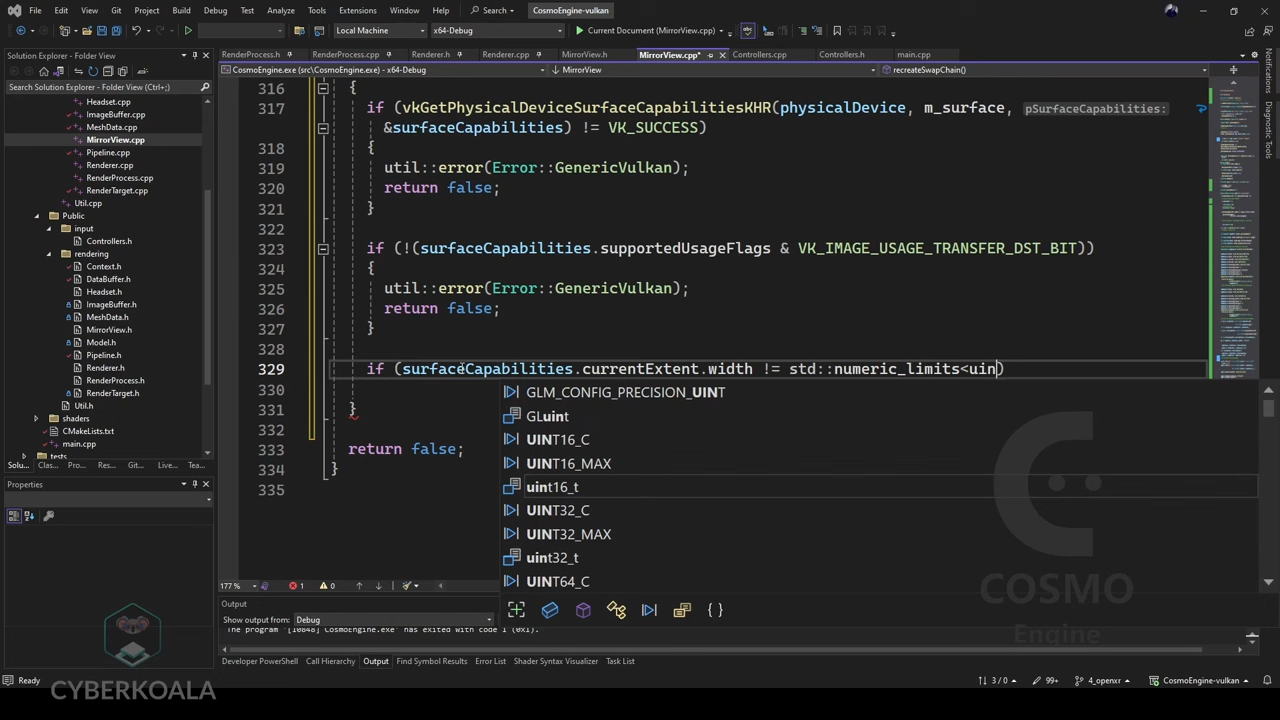 File Edit View Git Project Build Debug Test Analyze Tools Extensions Window Help Search CosmoEngine-vulkan
Local Machine x64-Debug Current Document (MirrorView.cpp)
Solution Explorer - Folder View
Search Solution Explorer - Folder View (Ctrl+;)
Headset.cpp
ImageBuffer.cpp
MeshData.cpp
MirrorView.cpp
Pipeline.cpp
Renderer.cpp
RenderProcess.cpp
RenderTarget.cpp
Util.cpp
Public
input
Controllers.h
rendering
Context.h
DataBuffer.h
Headset.h
ImageBuffer.h
MeshData.h
MirrorView.h
Model.h
Pipeline.h
Renderer.h
RenderProcess.h
RenderTarget.h
Util.h
shaders
CMakeLists.txt
main.cpp
tests
Solu... Clas... Pro... Git... Live... Tea...
Properties
RenderProcess.h RenderProcess.cpp Renderer.h Renderer.cpp MirrorView.h MirrorView.cpp* Controllers.cpp Controllers.h main.cpp
CosmoEngine.exe (src\CosmoEngine.exe) - x64-Debug MirrorView recreateSwapChain()
316 {
317 if (vkGetPhysicalDeviceSurfaceCapabilitiesKHR(physicalDevice, m_surface, pSurfaceCapabilities:
&surfaceCapabilities) != VK_SUCCESS)
318 {
319 util::error(Error::GenericVulkan);
320 return false;
321 }
322
323 if (!(surfaceCapabilities.supportedUsageFlags & VK_IMAGE_USAGE_TRANSFER_DST_BIT))
324 {
325 util::error(Error::GenericVulkan);
326 return false;
327 }
328
329 if (surfaceCapabilities.currentExtent.width != std::numeric_limits<uin)
330
331 }
332
333 return false;
334 }
335
GLM_CONFIG_PRECISION_UINT
GLuint
UINT16_C
UINT16_MAX
uint16_t
UINT32_C
UINT32_MAX
uint32_t
UINT64_C
{ }
177 % 1 0
Output
Show output from: Debug
The program '[10848] CosmoEngine.exe' has exited with code 1 (0x1).
Developer PowerShell Call Hierarchy Output Find Symbol Results Error List Shader Syntax Visualizer Task List
Ready 3 / 0 99+ 4_openxr CosmoEngine-vulkan
Notifications
Diagnostic Tools
COSMO
Engine
CYBERKOALA